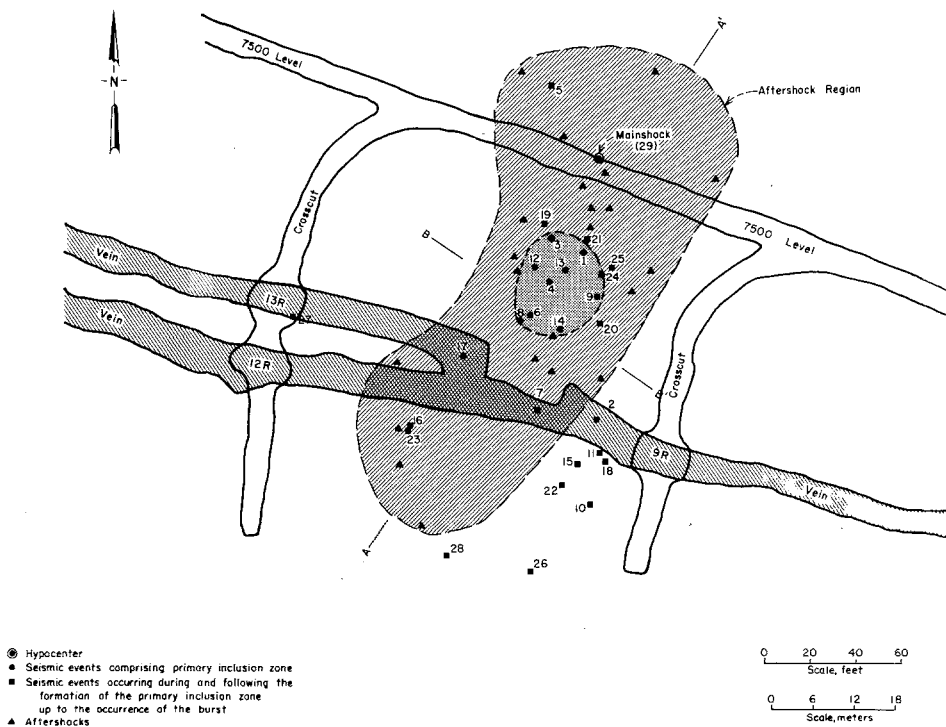 A'
7500 Level
N
5
Aftershock Region
Mainshock
(29)
Crosscut
19
3
21
7500 Level
B
12
13
1
25
24
4
9
Vein
13R
27
8
6
14
20
Vein
17
12R
Crosscut
B'
7
2
16
23
11
18
9R
15
22
10
Vein
A
28
26
Hypocenter
Seismic events comprising primary inclusion zone
Seismic events occurring during and following the
formation of the primary inclusion zone
up to the occurrence of the burst
Aftershocks
0 20 40 60
Scale, feet
0 6 12 18
Scale, meters